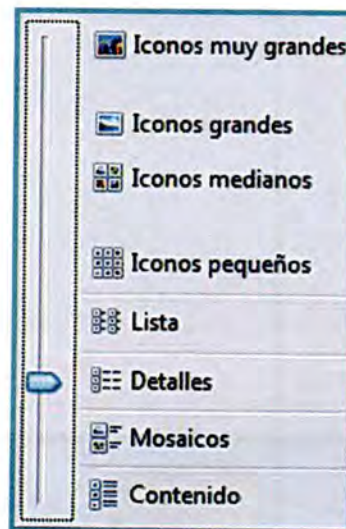 Iconos muy grandes
Iconos grandes
Iconos medianos
Iconos pequeños
Lista
Detalles
Mosaicos
Contenido